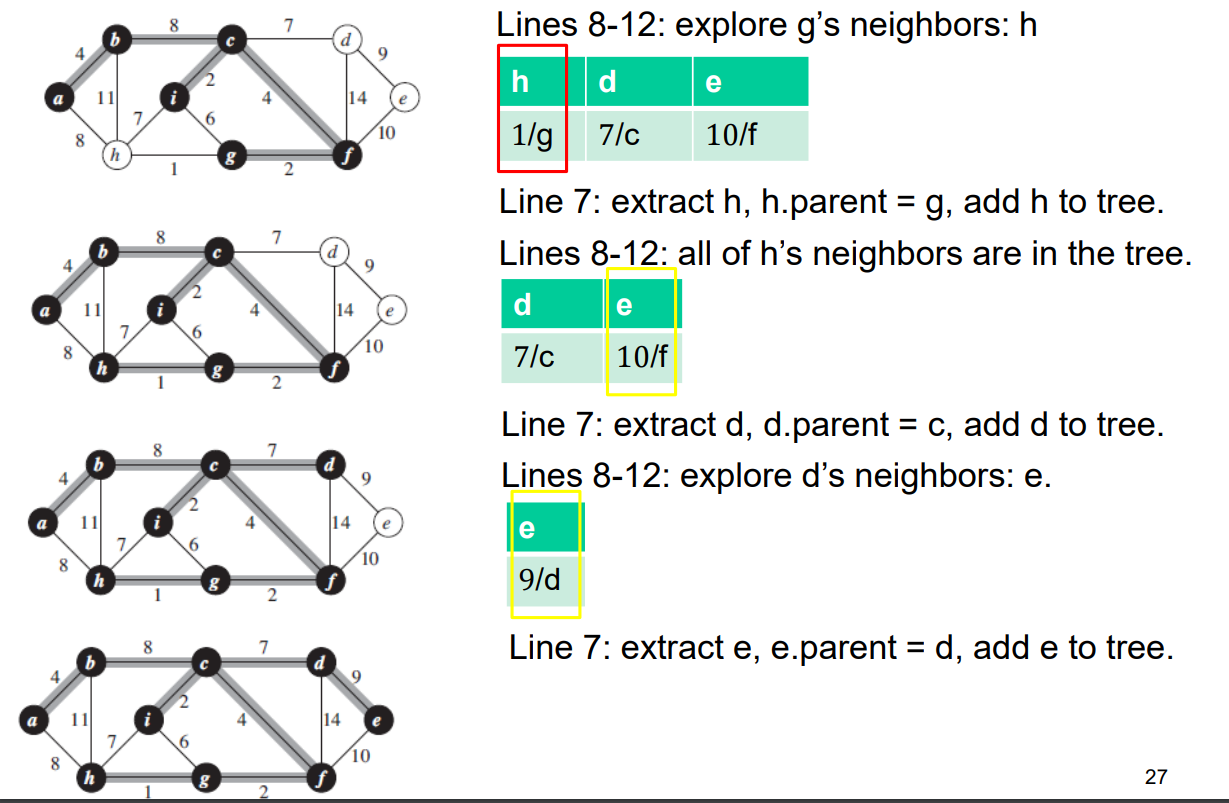 Lines 8-12: explore g's neighbors: h
h d e
1/g 7/c 10/f
Line 7: extract h, h.parent = g, add h to tree.
Lines 8-12: all of h's neighbors are in the tree.
d e
7/c 10/f
Line 7: extract d, d.parent = c, add d to tree.
Lines 8-12: explore d's neighbors: e.
e
9/d
Line 7: extract e, e.parent = d, add e to tree.
27
8 7
b c d
4 2 9
a 11 i 4 14 e
7 6
8 10
h g f
1 2
8 7
b c d
4 2 9
a 11 i 4 14 e
7 6
8 10
h g f
1 2
8 7
b c d
4 2 9
a 11 i 4 14 e
7 6
8 10
h g f
1 2
8 7
b c d
4 2 9
a 11 i 4 14 e
7 6
8 10
h g f
1 2